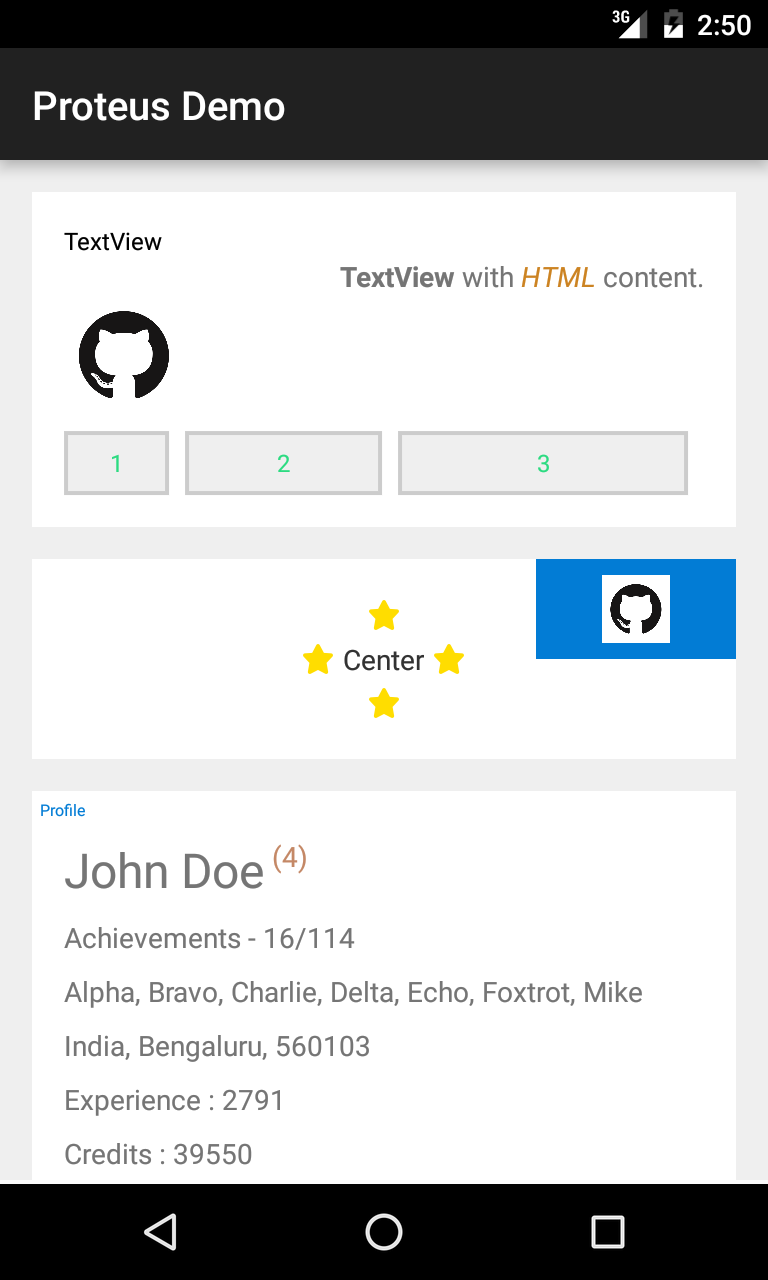 3G 2:50
Proteus Demo
TextView
TextView with HTML content.
1 2 3
Center
Profile
John Doe (4)
Achievements - 16/114
Alpha, Bravo, Charlie, Delta, Echo, Foxtrot, Mike
India, Bengaluru, 560103
Experience : 2791
Credits : 39550